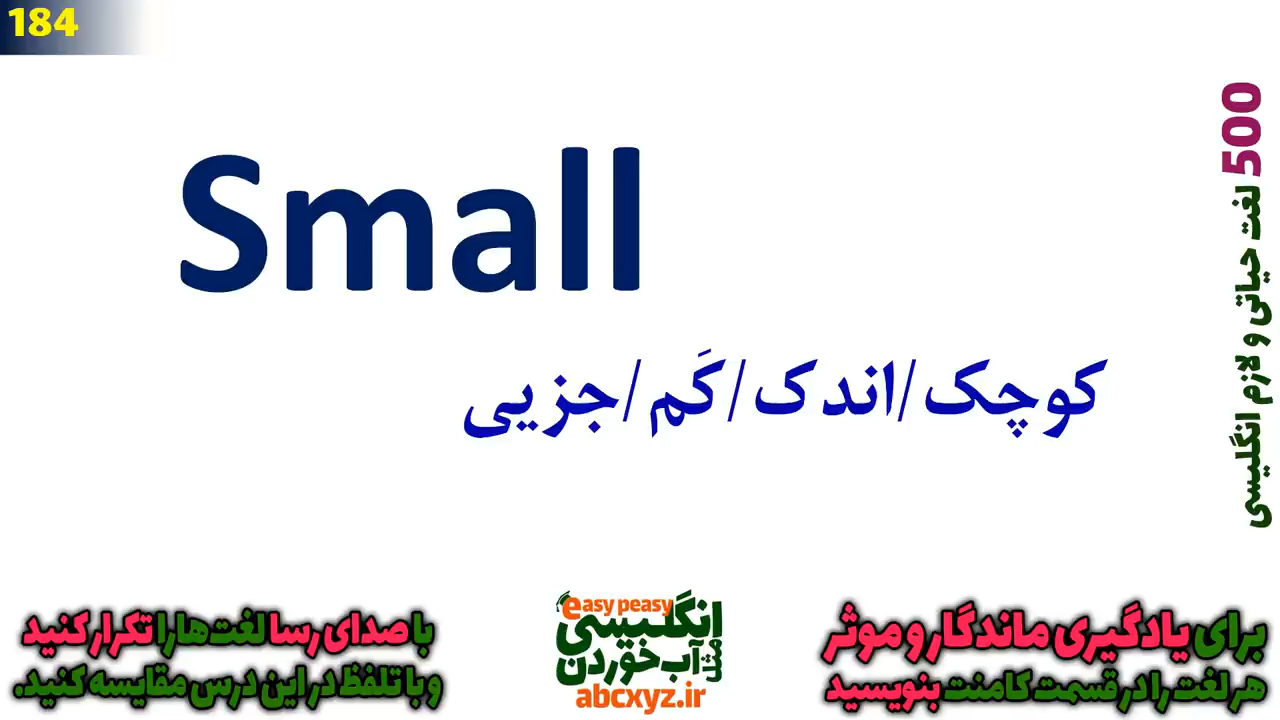 184
Small
کوچک/اندک/کَم/جزیی
500 لغت حیاتی و لازم انگلیسی
برای یادگیری ماندگار و موثر
هر لغت را در قسمت کامنت بنویسید
easy peasy
انگلیسی
مثل آب خوردن
abcxyz.ir
با صدای رسا لغت‌ها را تکرار کنید
و با تلفظ در این درس مقایسه کنید.